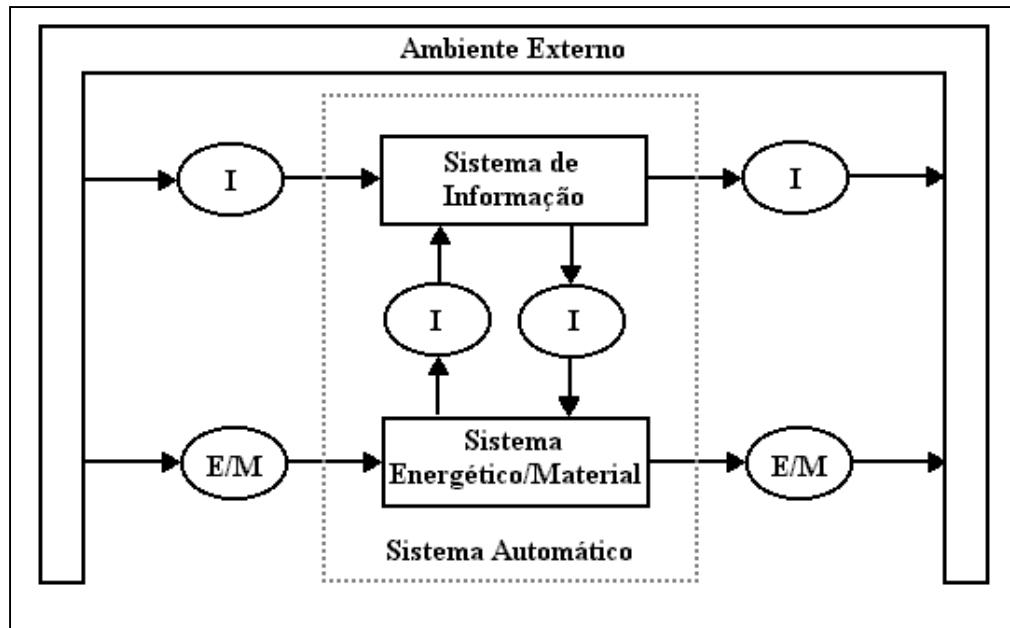 Ambiente Externo
I
Sistema de
Informação
I
I
I
E/M
Sistema
Energético/Material
E/M
Sistema Automático